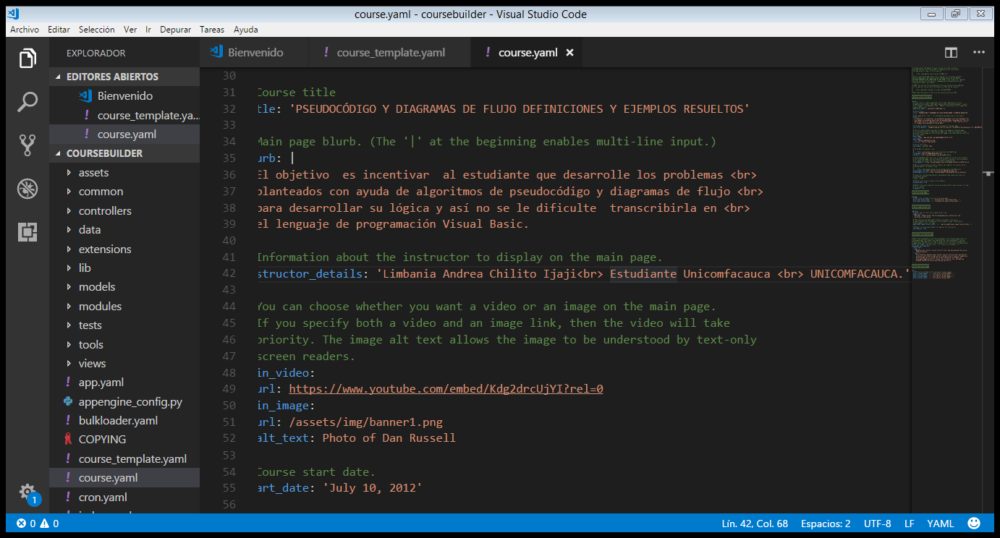 course.yaml - coursebuilder - Visual Studio Code
Archivo Editar Selección Ver Ir Depurar Tareas Ayuda
EXPLORADOR
EDITORES ABIERTOS
Bienvenido
course_template.ya...
course.yaml
COURSEBUILDER
assets
common
controllers
data
extensions
lib
models
modules
tests
tools
views
app.yaml
appengine_config.py
bulkloader.yaml
COPYING
course_template.yaml
course.yaml
cron.yaml
1
Bienvenido
course_template.yaml
course.yaml
30
31 Course title
32 tle: 'PSEUDOCÓDIGO Y DIAGRAMAS DE FLUJO DEFINICIONES Y EJEMPLOS RESUELTOS'
33
34 Main page blurb. (The '|' at the beginning enables multi-line input.)
35 urb: |
36 El objetivo  es incentivar  al estudiante que desarrolle los problemas <br>
37 planteados con ayuda de algoritmos de pseudocódigo y diagramas de flujo <br>
38 para desarrollar su lógica y así no se le dificulte  transcribirla en <br>
39 el lenguaje de programación Visual Basic.
40
41 Information about the instructor to display on the main page.
42 structor_details: 'Limbania Andrea Chilito Ijaji<br> Estudiante Unicomfacauca <br> UNICOMFACAUCA.'
43
44 You can choose whether you want a video or an image on the main page.
45 If you specify both a video and an image link, then the video will take
46 priority. The image alt text allows the image to be understood by text-only
47 screen readers.
48 in_video:
49 url: https://www.youtube.com/embed/Kdg2drcUjYI?rel=0
50 in_image:
51 url: /assets/img/banner1.png
52 alt_text: Photo of Dan Russell
53
54 Course start date.
55 art_date: 'July 10, 2012'
56
0 0
Lín. 42, Col. 68 Espacios: 2 UTF-8 LF YAML